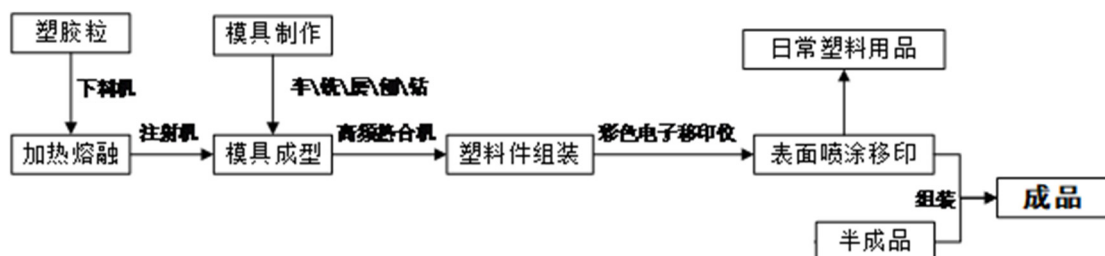 塑胶粒
模具制作
日常塑料用品
下料机
车\铣\层\刨\钻
加热熔融
注射机
模具成型
高频热合机
塑料件组装
彩色电子移印仪
表面喷涂移印
组装
成品
半成品